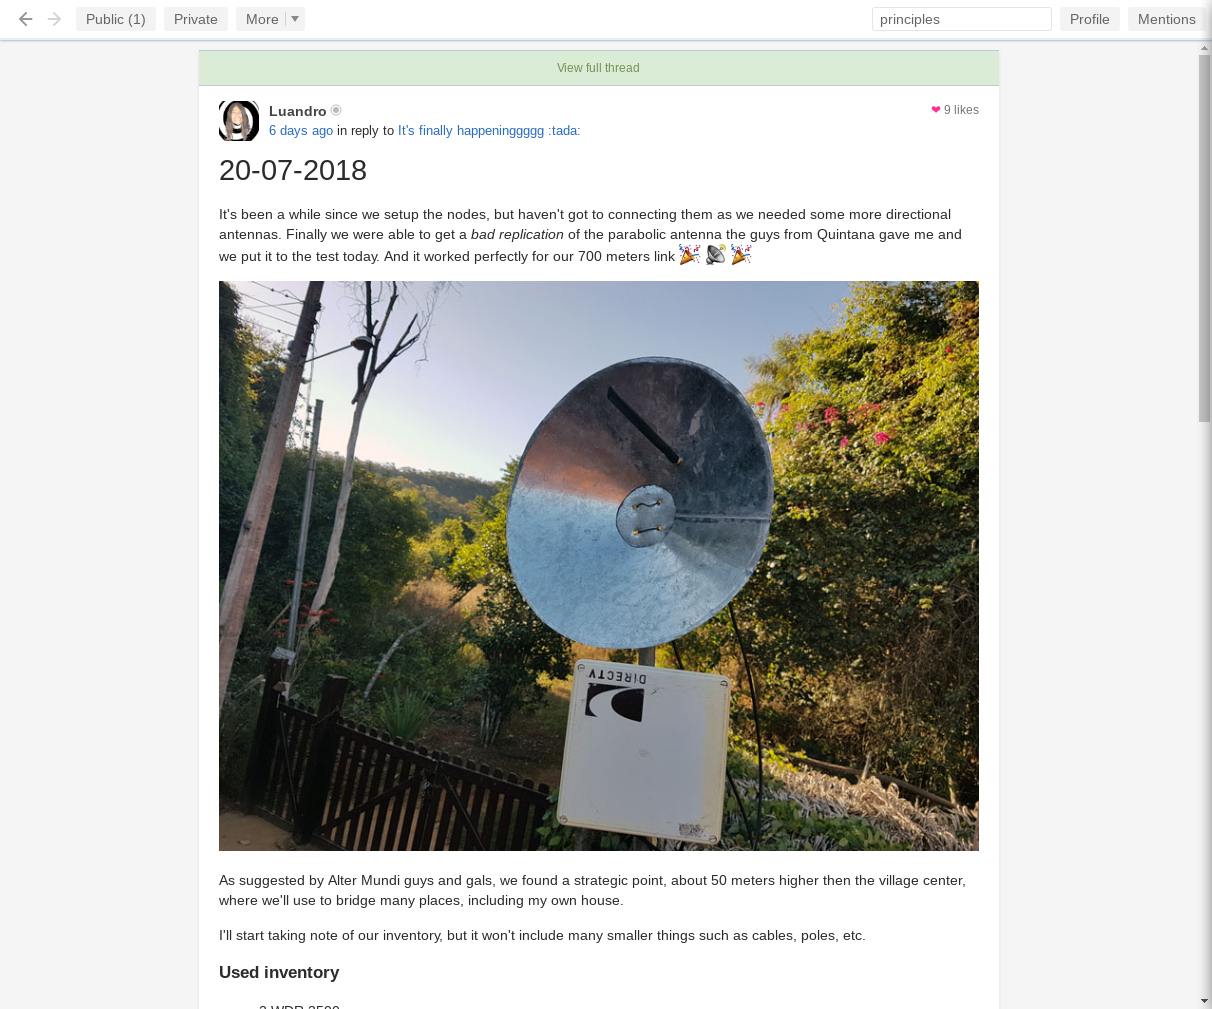 Public (1) Private More principles Profile Mentions
View full thread
Luandro ❤ 9 likes
6 days ago in reply to It's finally happeninggggg :tada:
20-07-2018
It's been a while since we setup the nodes, but haven't got to connecting them as we needed some more directional
antennas. Finally we were able to get a bad replication of the parabolic antenna the guys from Quintana gave me and
we put it to the test today. And it worked perfectly for our 700 meters link 🎉 📡 🎉
DIRECTV
As suggested by Alter Mundi guys and gals, we found a strategic point, about 50 meters higher then the village center,
where we'll use to bridge many places, including my own house.
I'll start taking note of our inventory, but it won't include many smaller things such as cables, poles, etc.
Used inventory